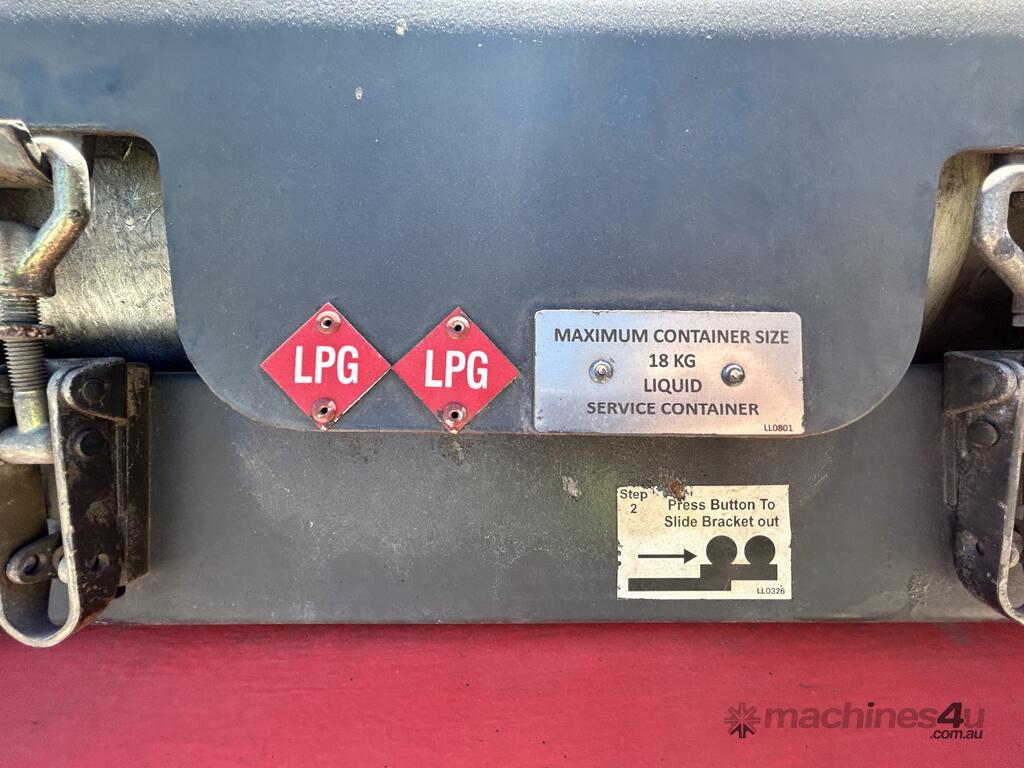 LPG
LPG
MAXIMUM CONTAINER SIZE
18 KG
LIQUID
SERVICE CONTAINER
LL0801
Step
2
Press Button To
Slide Bracket out
LL0326
machines4u
.com.au